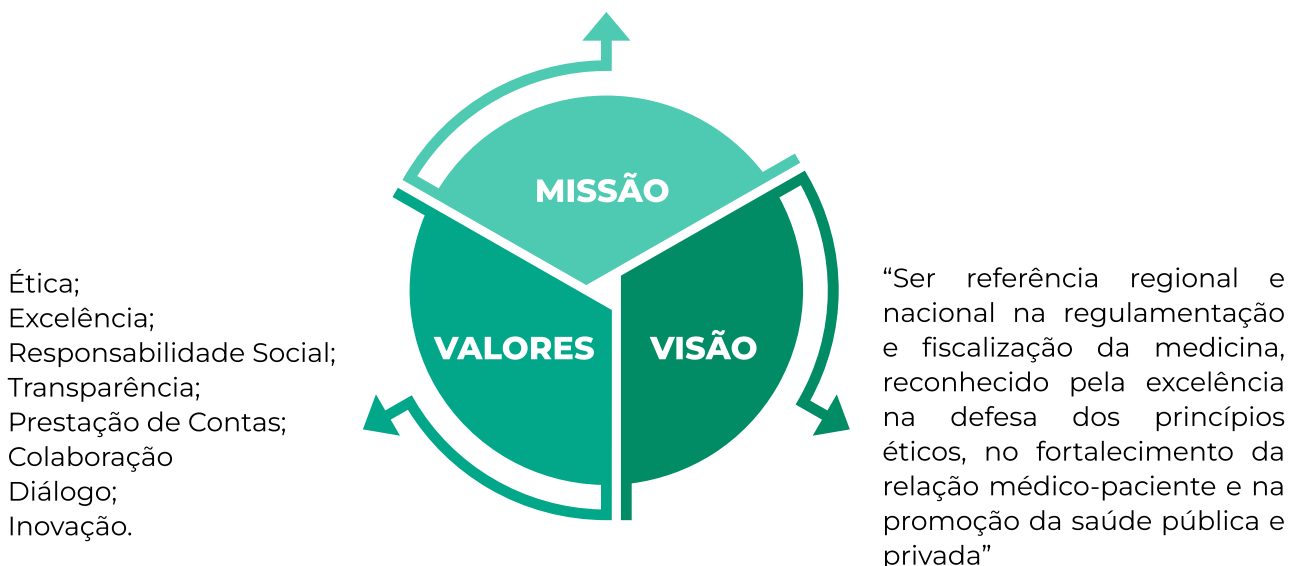 MISSÃO
VALORES
VISÃO
Ética;
Excelência;
Responsabilidade Social;
Transparência;
Prestação de Contas;
Colaboração
Diálogo;
Inovação.
“Ser referência regional e
nacional na regulamentação
e fiscalização da medicina,
reconhecido pela excelência
na defesa dos princípios
éticos, no fortalecimento da
relação médico-paciente e na
promoção da saúde pública e
privada”